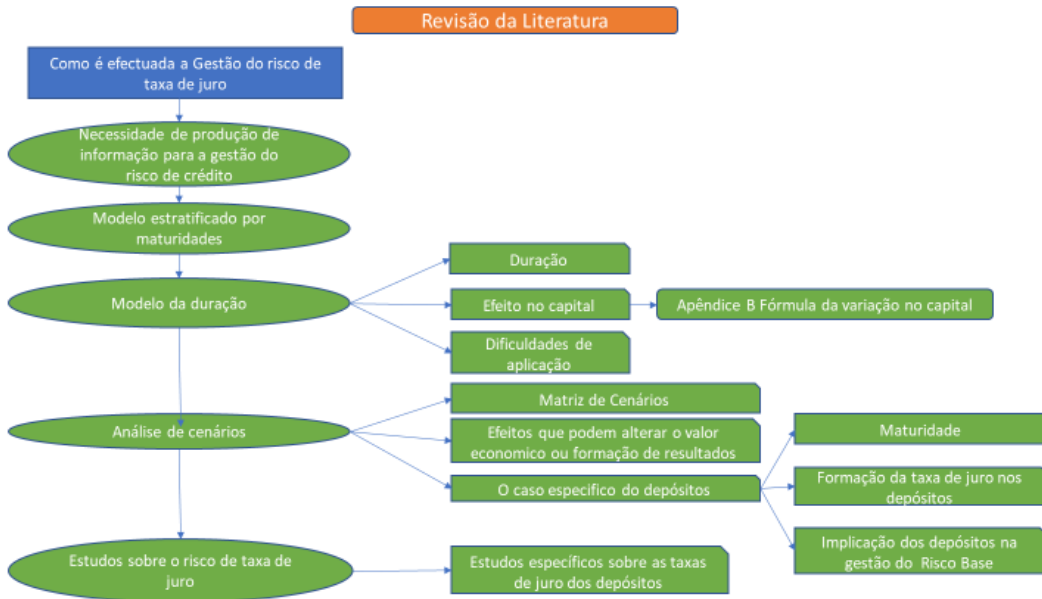 Revisão da Literatura
Como é efectuada a Gestão do risco de
taxa de juro
Necessidade de produção de
informação para a gestão do
risco de crédito
Modelo estratificado por
maturidades
Modelo da duração
Duração
Efeito no capital
Apêndice B Fórmula da variação no capital
Dificuldades de
aplicação
Análise de cenários
Matriz de Cenários
Efeitos que podem alterar o valor
economico ou formação de resultados
O caso especifico do depósitos
Maturidade
Formação da taxa de juro nos
depósitos
Implicação dos depósitos na
gestão do Risco Base
Estudos sobre o risco de taxa de
juro
Estudos específicos sobre as taxas
de juro dos depósitos